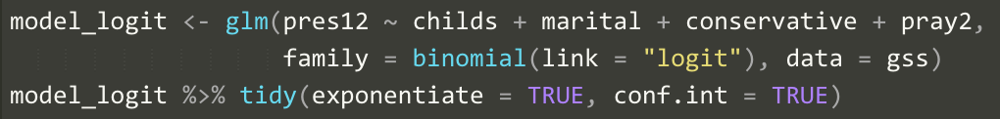 model_logit <- glm(pres12 ~ childs + marital + conservative + pray2,
family = binomial(link = "logit"), data = gss)
model_logit %>% tidy(exponentiate = TRUE, conf.int = TRUE)